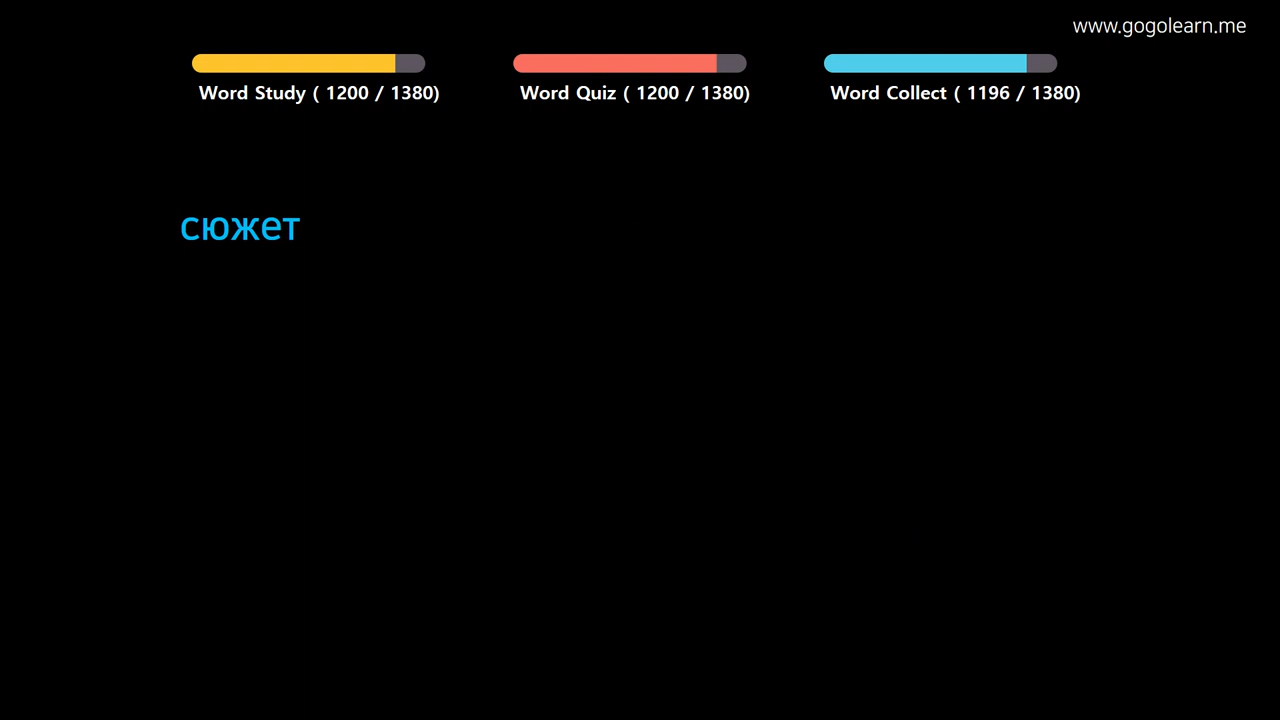 www.gogolearn.me
Word Study ( 1200 / 1380)
Word Quiz ( 1200 / 1380)
Word Collect ( 1196 / 1380)
сюжет